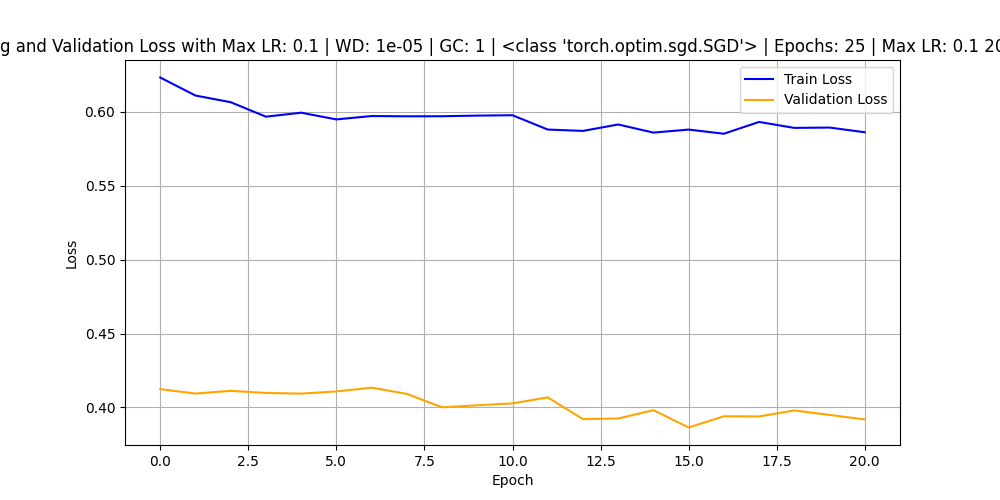 g and Validation Loss with Max LR: 0.1 | WD: 1e-05 | GC: 1 | <class 'torch.optim.sgd.SGD'> | Epochs: 25 | Max LR: 0.1 20
Train Loss
Validation Loss
0.60
0.55
0.50
0.45
0.40
Loss
0.0 2.5 5.0 7.5 10.0 12.5 15.0 17.5 20.0
Epoch